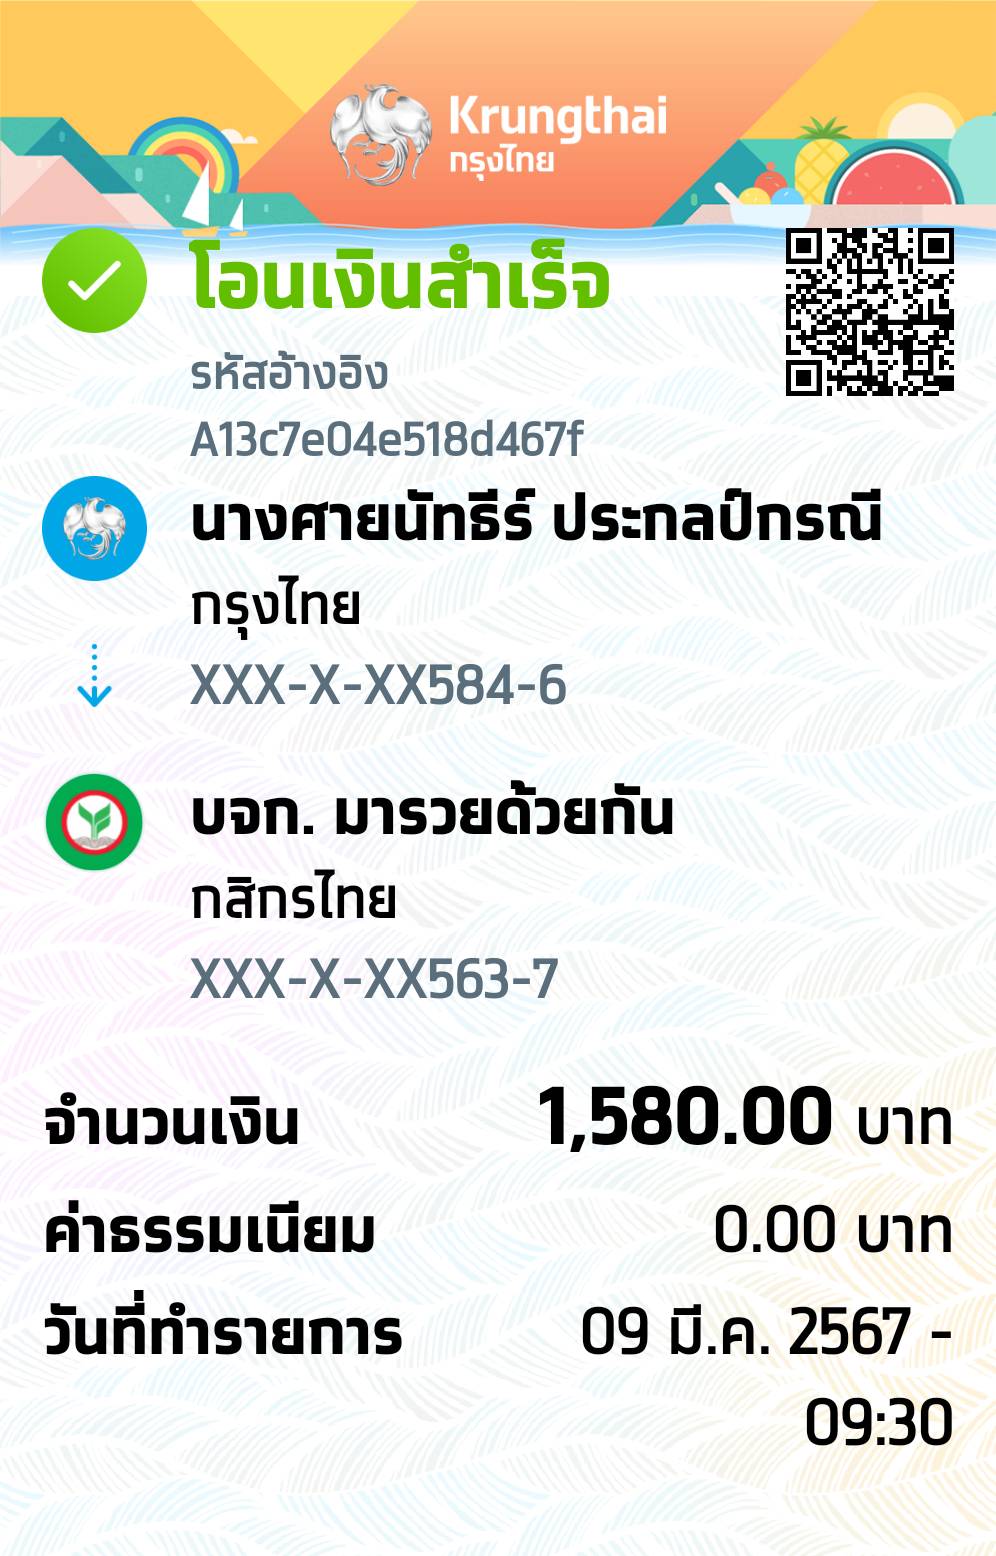 Krungthai
กรุงไทย
โอนเงินสำเร็จ
รหัสอ้างอิง
A13c7e04e518d467f
นางศายนัทธีร์ ประกลป์กรณี
กรุงไทย
XXX-X-XX584-6
บจก. มารวยด้วยกัน
กสิกรไทย
XXX-X-XX563-7
จำนวนเงิน 1,580.00 บาท
ค่าธรรมเนียม 0.00 บาท
วันที่ทำรายการ 09 มี.ค. 2567 -
09:30